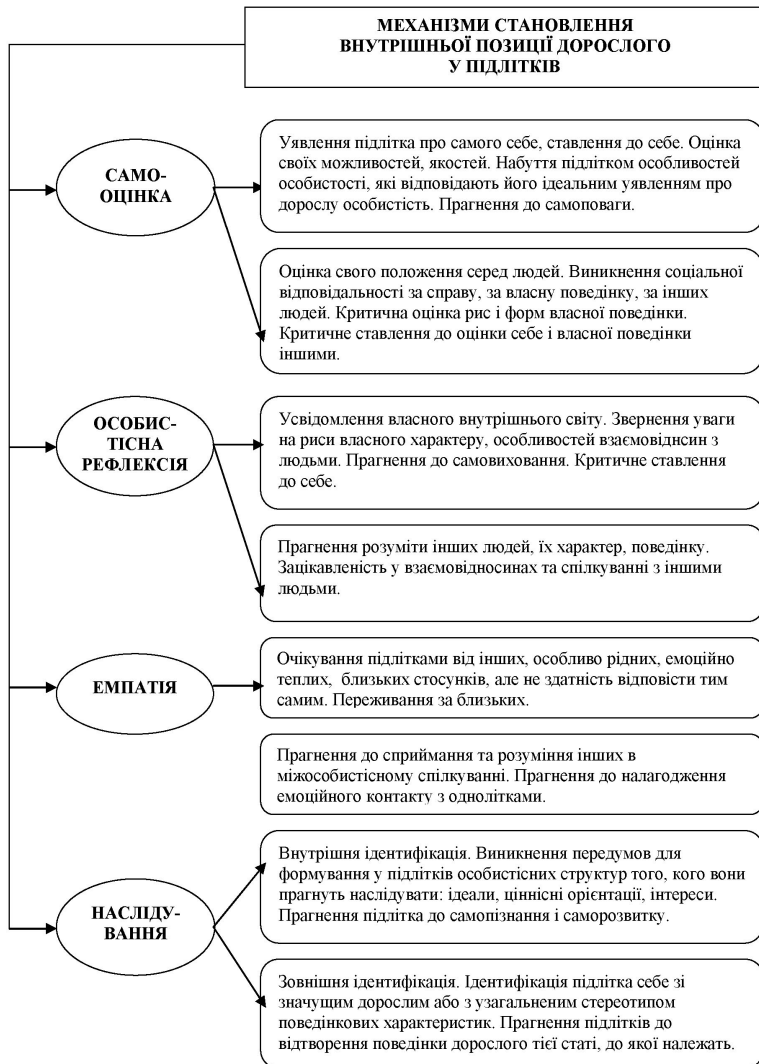 МЕХАНІЗМИ СТАНОВЛЕННЯ
ВНУТРІШНЬОЇ ПОЗИЦІЇ ДОРОСЛОГО
У ПІДЛІТКІВ
САМО-
ОЦІНКА
Уявлення підлітка про самого себе, ставлення до себе. Оцінка
своїх можливостей, якостей. Набуття підлітком особливостей
особистості, які відповідають його ідеальним уявленням про
дорослу особистість. Прагнення до самоповаги.
Оцінка свого положення серед людей. Виникнення соціальної
відповідальності за справу, за власну поведінку, за інших
людей. Критична оцінка рис і форм власної поведінки.
Критичне ставлення до оцінки себе і власної поведінки
іншими.
ОСОБИС-
ТІСНА
РЕФЛЕКСІЯ
Усвідомлення власного внутрішнього світу. Звернення уваги
на риси власного характеру, особливостей взаємовіднсин з
людьми. Прагнення до самовиховання. Критичне ставлення
до себе.
Прагнення розуміти інших людей, їх характер, поведінку.
Зацікавленість у взаємовідносинах та спілкуванні з іншими
людьми.
ЕМПАТІЯ
Очікування підлітками від інших, особливо рідних, емоційно
теплих, близьких стосунків, але не здатність відповісти тим
самим. Переживання за близьких.
Прагнення до сприймання та розуміння інших в
міжособистісному спілкуванні. Прагнення до налагодження
емоційного контакту з однолітками.
НАСЛІДУ-
ВАННЯ
Внутрішня ідентифікація. Виникнення передумов для
формування у підлітків особистісних структур того, кого вони
прагнуть наслідувати: ідеали, ціннісні орієнтації, інтереси.
Прагнення підлітка до самопізнання і саморозвитку.
Зовнішня ідентифікація. Ідентифікація підлітка себе зі
значущим дорослим або з узагальненим стереотипом
поведінкових характеристик. Прагнення підлітків до
відтворення поведінки дорослого тієї статі, до якої належать.